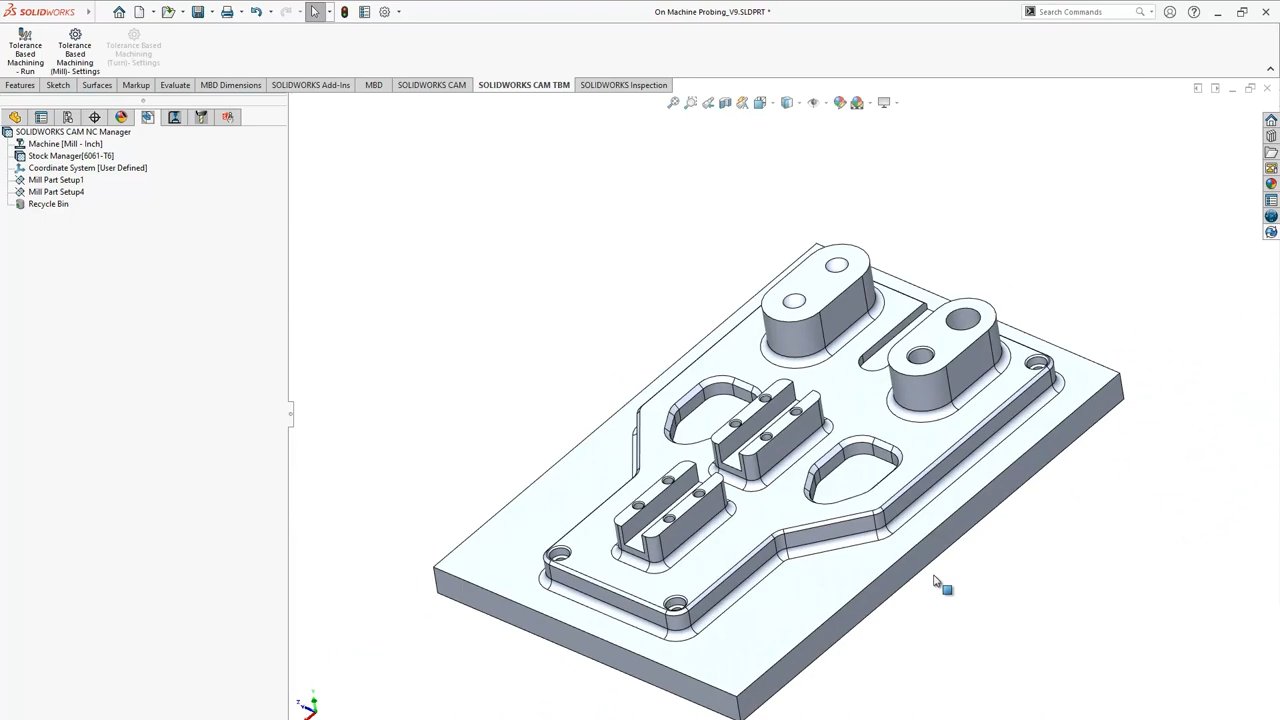 SOLIDWORKS
On Machine Probing_V9.SLDPRT *
Search Commands
Tolerance
Based
Machining
- Run
Tolerance
Based
Machining
(Mill)- Settings
Tolerance
Based
Machining
(Turn)- Settings
Features
Sketch
Surfaces
Markup
Evaluate
MBD Dimensions
SOLIDWORKS Add-Ins
MBD
SOLIDWORKS CAM
SOLIDWORKS CAM TBM
SOLIDWORKS Inspection
SOLIDWORKS CAM NC Manager
Machine [Mill - Inch]
Stock Manager[6061-T6]
Coordinate System [User Defined]
Mill Part Setup1
Mill Part Setup4
Recycle Bin
Y
Z